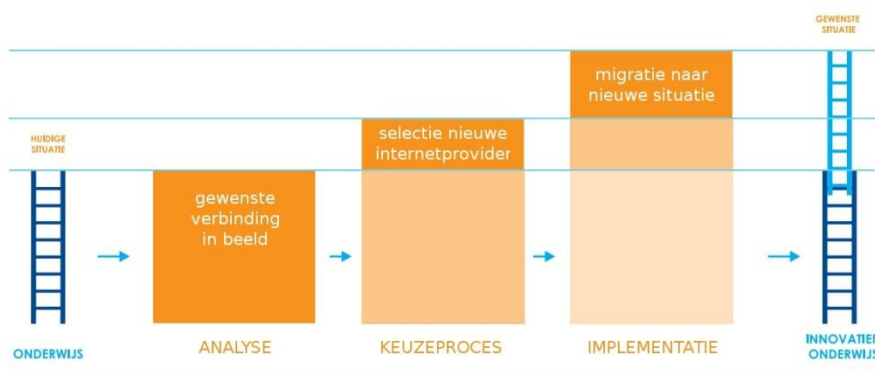 GEWENSTE
SITUATIE
migratie naar
nieuwe situatie
selectie nieuwe
internetprovider
HUIDIGE
SITUATIE
gewenste
verbinding
in beeld
ONDERWIJS
ANALYSE
KEUZEPROCES
IMPLEMENTATIE
INNOVATIEF
ONDERWIJS